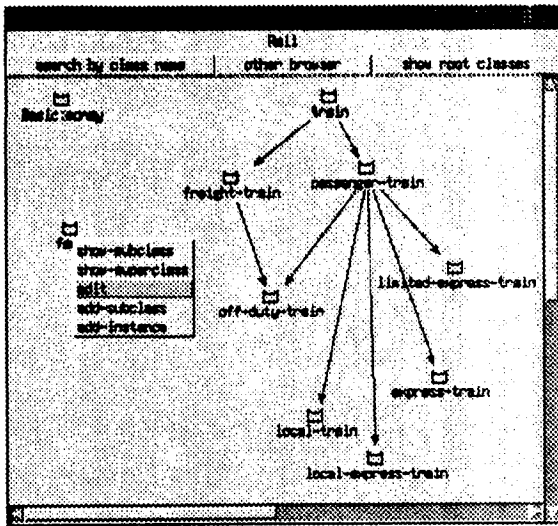 Rail
search by class name other browser show root classes
Basic-array
train
freight-train
passenger-train
show-subclass
show-superclass
edit
add-subclass
add-instance
off-duty-train
limited-express-train
express-train
local-train
local-express-train